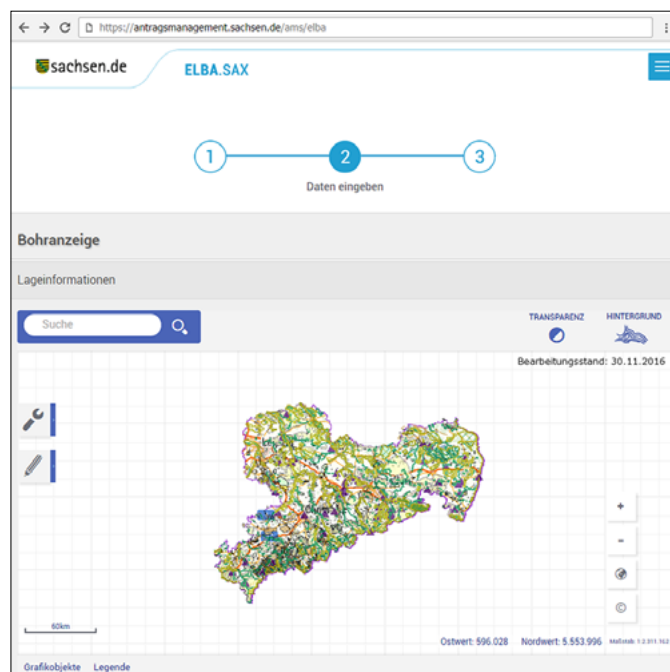 https://antragsmanagement.sachsen.de/ams/elba
sachsen.de
ELBA.SAX
1
2
3
Daten eingeben
Bohranzeige
Lageinformationen
Suche
TRANSPARENZ
HINTERGRUND
Bearbeitungsstand: 30.11.2016
+
-
©
60km
Ostwert: 596.028 Nordwert: 5.553.996
Grafikobjekte Legende